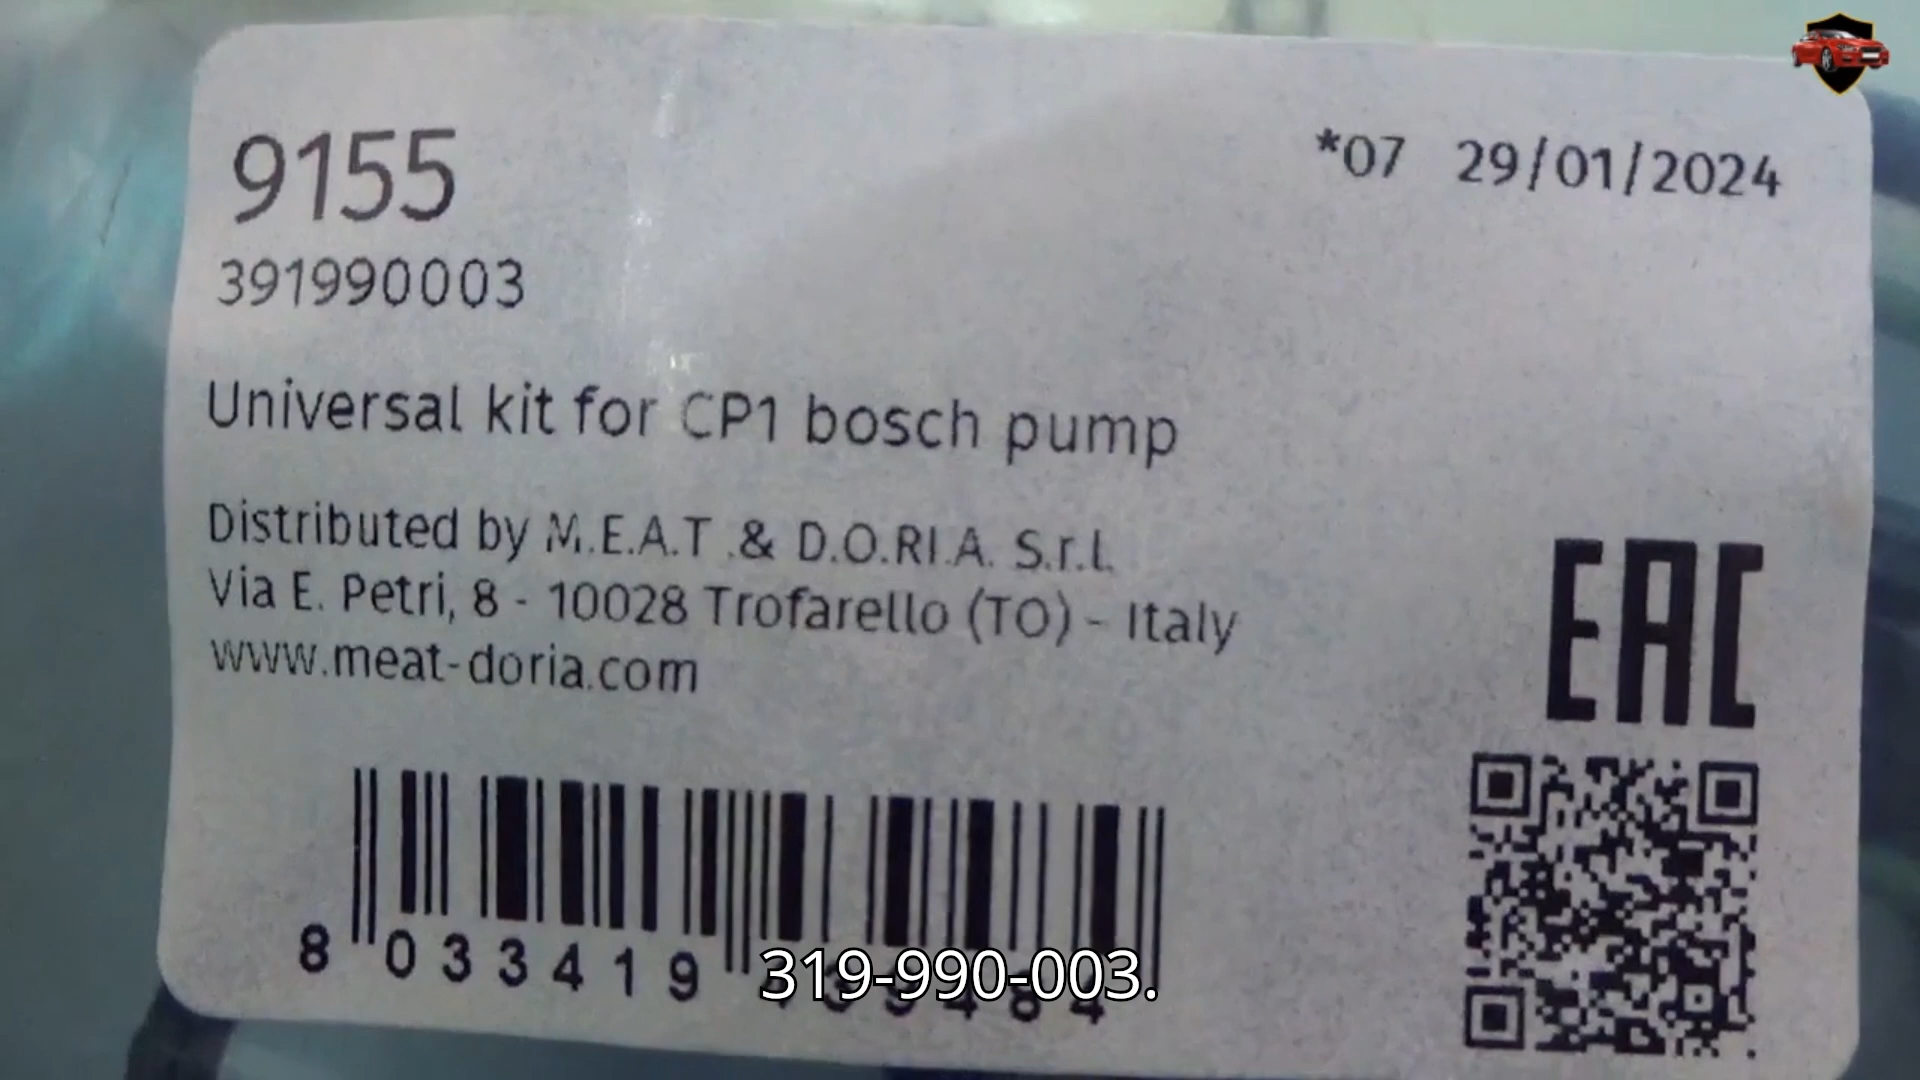 9155
*07 29/01/2024
391990003
Universal kit for CP1 bosch pump
Distributed by M.E.A.T .& D.O.RI.A. S.r.l.
Via E. Petri, 8 - 10028 Trofarello (TO) - Italy
www.meat-doria.com
EAC
8 033419
319-990-003.